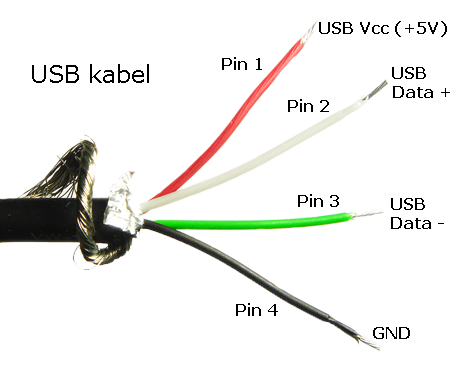 USB kabel
Pin 1
USB Vcc (+5V)
Pin 2
USB
Data +
Pin 3
USB
Data -
Pin 4
GND